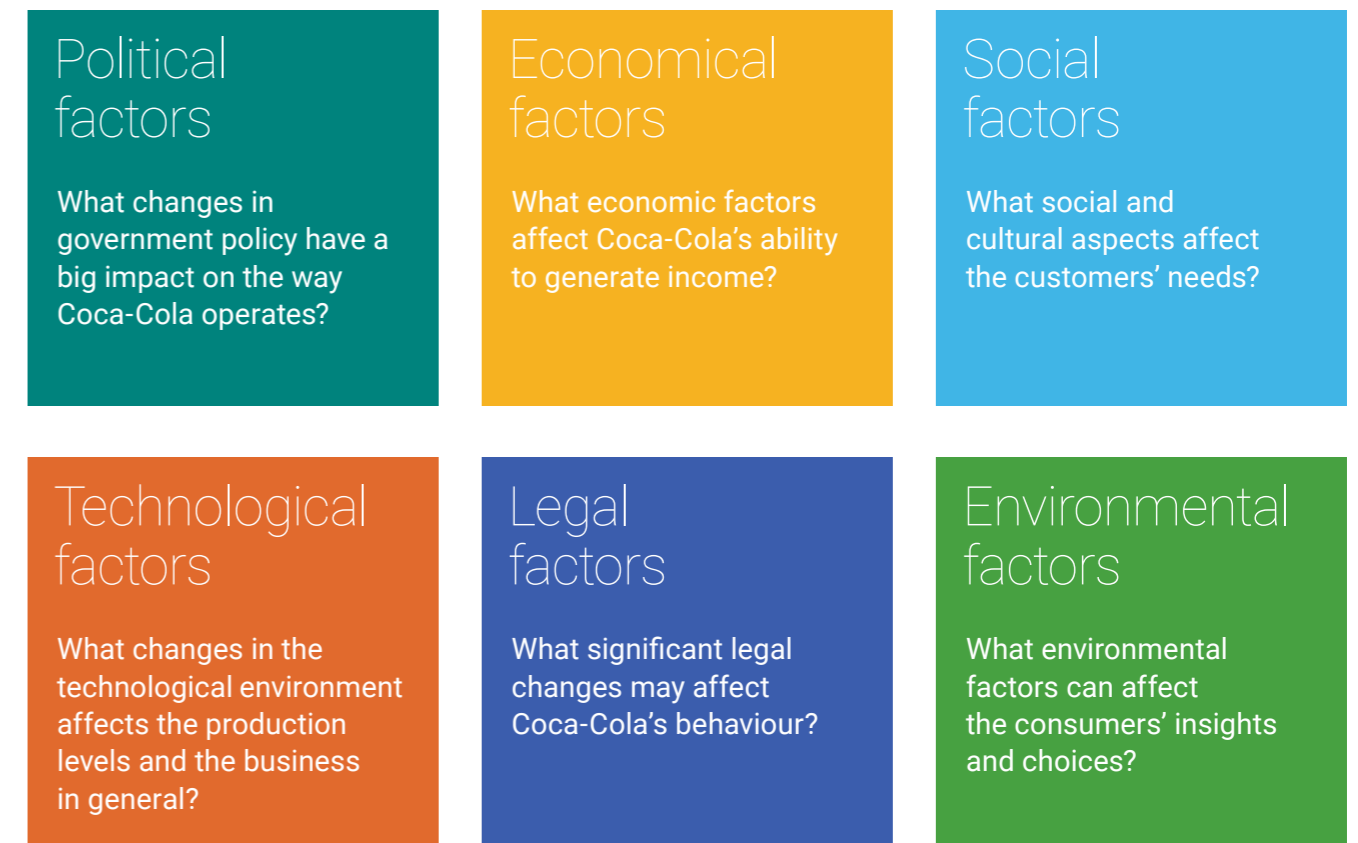 Political
factors
What changes in
government policy have a
big impact on the way
Coca-Cola operates?
Economical
factors
What economic factors
affect Coca-Cola’s ability
to generate income?
Social
factors
What social and
cultural aspects affect
the customers’ needs?
Technological
factors
What changes in the
technological environment
affects the production
levels and the business
in general?
Legal
factors
What significant legal
changes may affect
Coca-Cola’s behaviour?
Environmental
factors
What environmental
factors can affect
the consumers’ insights
and choices?